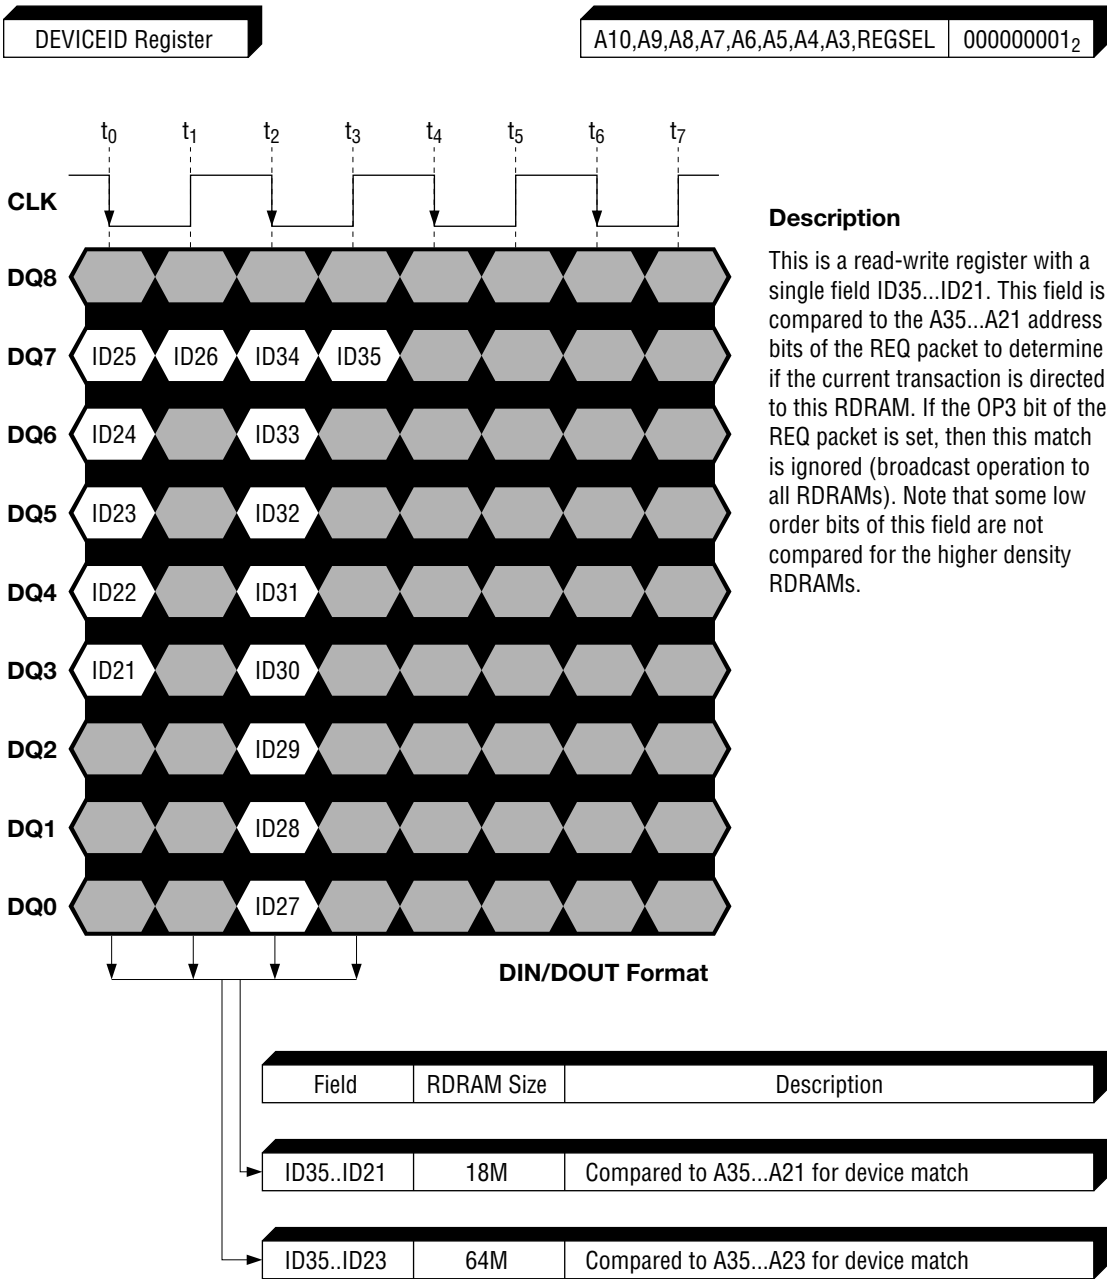 DEVICEID Register
A10,A9,A8,A7,A6,A5,A4,A3,REGSEL 000000001₂
t₀ t₁ t₂ t₃ t₄ t₅ t₆ t₇
CLK
DQ8
DQ7 ID25 ID26 ID34 ID35
DQ6 ID24 ID33
DQ5 ID23 ID32
DQ4 ID22 ID31
DQ3 ID21 ID30
DQ2 ID29
DQ1 ID28
DQ0 ID27
DIN/DOUT Format
Description
This is a read-write register with a
single field ID35...ID21. This field is
compared to the A35...A21 address
bits of the REQ packet to determine
if the current transaction is directed
to this RDRAM. If the OP3 bit of the
REQ packet is set, then this match
is ignored (broadcast operation to
all RDRAMs). Note that some low
order bits of this field are not
compared for the higher density
RDRAMs.
Field RDRAM Size Description
ID35..ID21 18M Compared to A35...A21 for device match
ID35..ID23 64M Compared to A35...A23 for device match